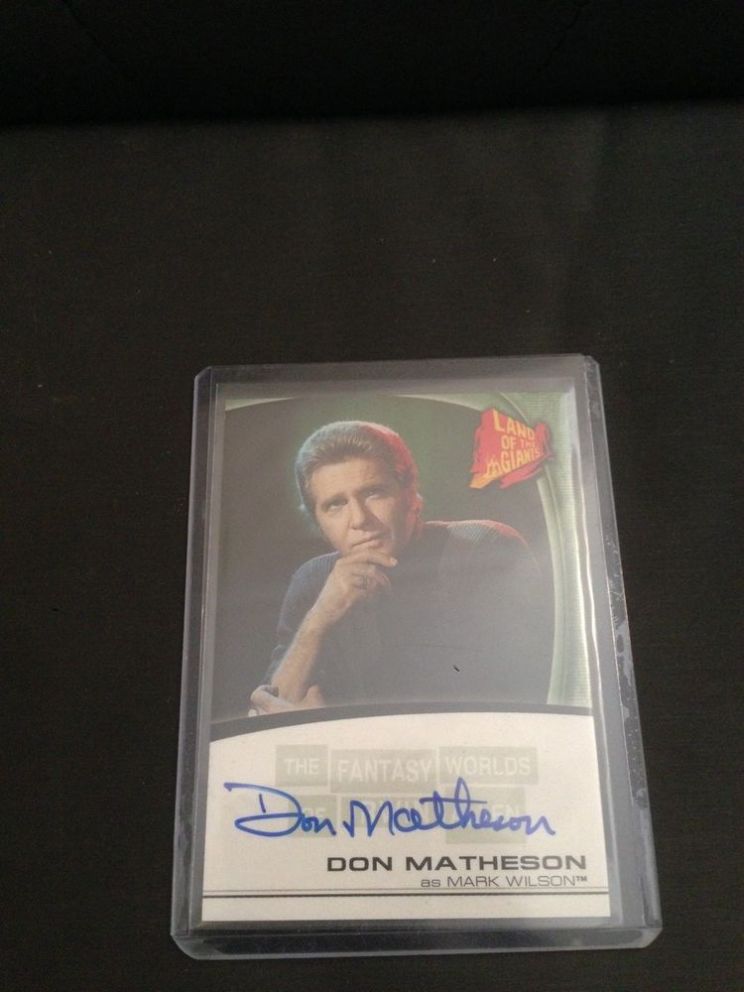 LAND
OF THE
GIANTS
THE FANTASY WORLDS
Don Matheson
DON MATHESON
as MARK WILSON™